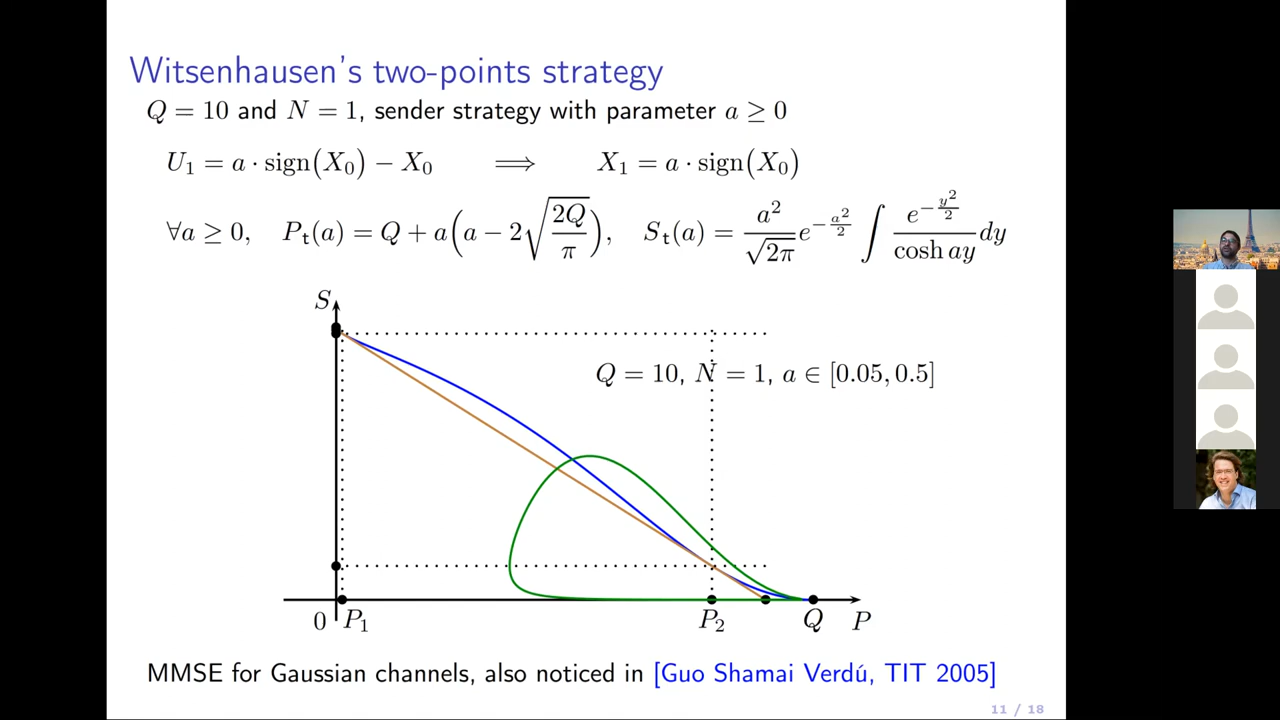 Witsenhausen's two-points strategy
Q = 10 and N = 1, sender strategy with parameter a ≥ 0
U₁ = a · sign(X₀) − X₀ ⟹ X₁ = a · sign(X₀)
∀a ≥ 0, Pₜ(a) = Q + a(a − 2√(2Q/π)), Sₜ(a) = a²/√2π e^(−a²/2) ∫ e^(−y²/2)/cosh ay dy
S
Q = 10, N = 1, a ∈ [0.05, 0.5]
0 P₁ P₂ Q P
MMSE for Gaussian channels, also noticed in [Guo Shamai Verdú, TIT 2005]
11 / 18